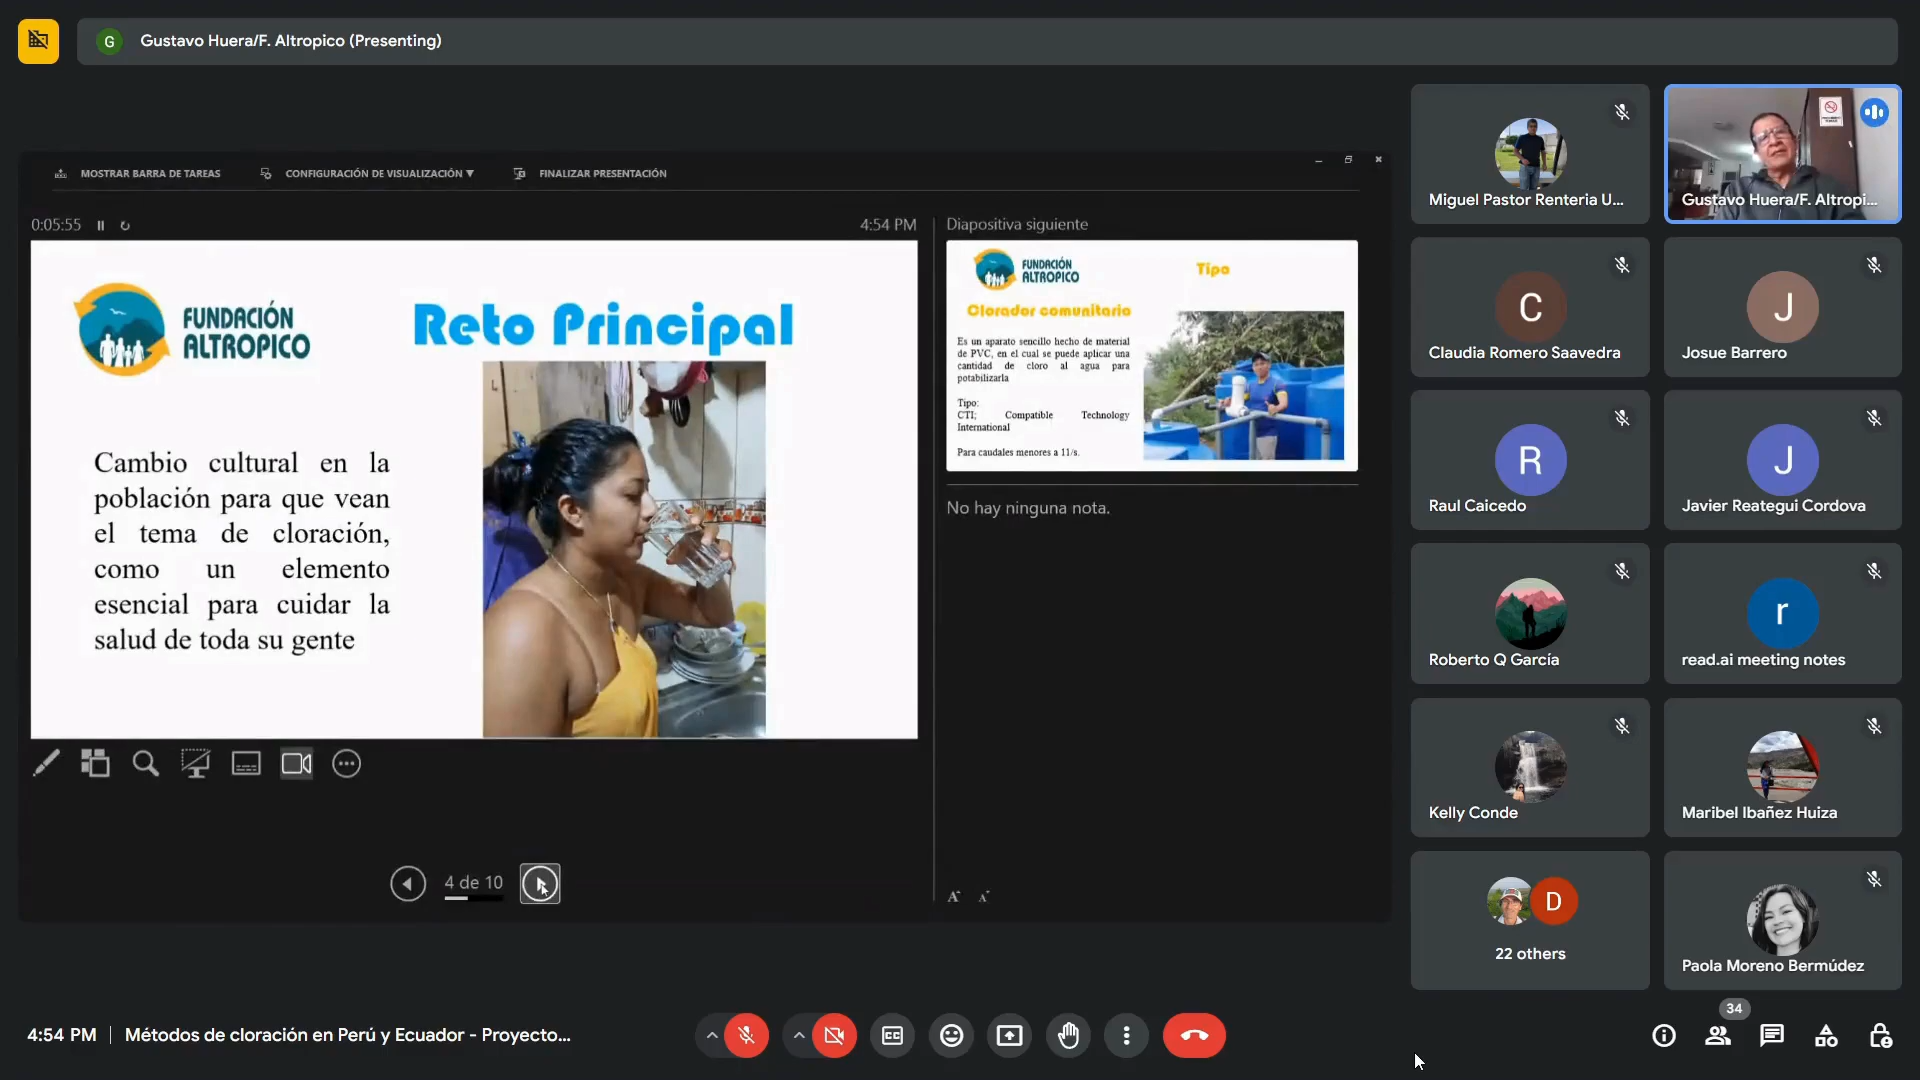 G Gustavo Huera/F. Altropico (Presenting)
MOSTRAR BARRA DE TAREAS
CONFIGURACIÓN DE VISUALIZACIÓN ▼
FINALIZAR PRESENTACIÓN
0:05:55
4:54 PM
FUNDACIÓN
ALTROPICO
Reto Principal
Cambio cultural en la
población para que vean
el tema de cloración,
como un elemento
esencial para cuidar la
salud de toda su gente
4 de 10
Diapositiva siguiente
FUNDACIÓN
ALTROPICO
Tipo
Clorador comunitario
Es un aparato sencillo hecho de material
de PVC, en el cual se puede aplicar una
cantidad de cloro al agua para
potabilizarla
Tipo:
CTI; Compatible Technology
International
Para caudales menores a 1l/s.
No hay ninguna nota.
A A
Miguel Pastor Renteria U...
Gustavo Huera/F. Altropi...
C
Claudia Romero Saavedra
J
Josue Barrero
R
Raul Caicedo
J
Javier Reategui Cordova
Roberto Q García
r
read.ai meeting notes
Kelly Conde
Maribel Ibañez Huiza
D
22 others
Paola Moreno Bermúdez
4:54 PM | Métodos de cloración en Perú y Ecuador - Proyecto...
34